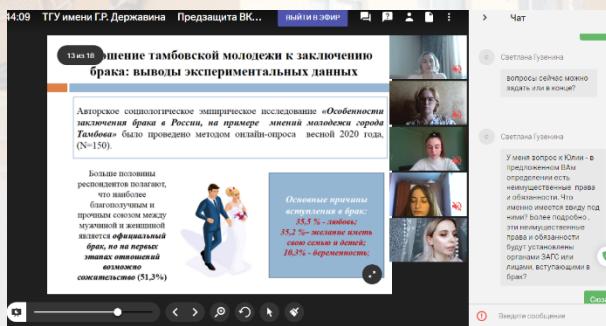 44:09 ТГУ имени Г.Р. Державина Предзащита ВК...
ВЫЙТИ В ЭФИР
Чат
13 из 18
ошение тамбовской молодежи к заключению
брака: выводы экспериментальных данных
Авторское социологическое эмпирическое исследование «Особенности
заключения брака в России, на примере мнений молодежи города
Тамбова» было проведено методом онлайн-опроса весной 2020 года,
(N=150).
Больше половины
респондентов полагают,
что наиболее
благополучным и
прочным союзом между
мужчиной и женщиной
является официальный
брак, но на первых
этапах отношений
возможно
сожительство (51,3%)
Основные причины
вступления в брак:
35,5 % - любовь;
35,2 %– желание иметь
свою семью и детей;
10,3% - беременность;
Светлана Гузенина
вопросы сейчас можно
задать или в конце?
Светлана Гузенина
У меня вопрос к Юлии - в
предложенном ВАм
определении есть
неимущественные права
и обязанности. Что
именно имеется ввиду под
ними? Более подробно ,
эти неимущественные
права и обязанности
будут установлены
органами ЗАГС или
лицами, вступающими в
брак?
Введите сообщение